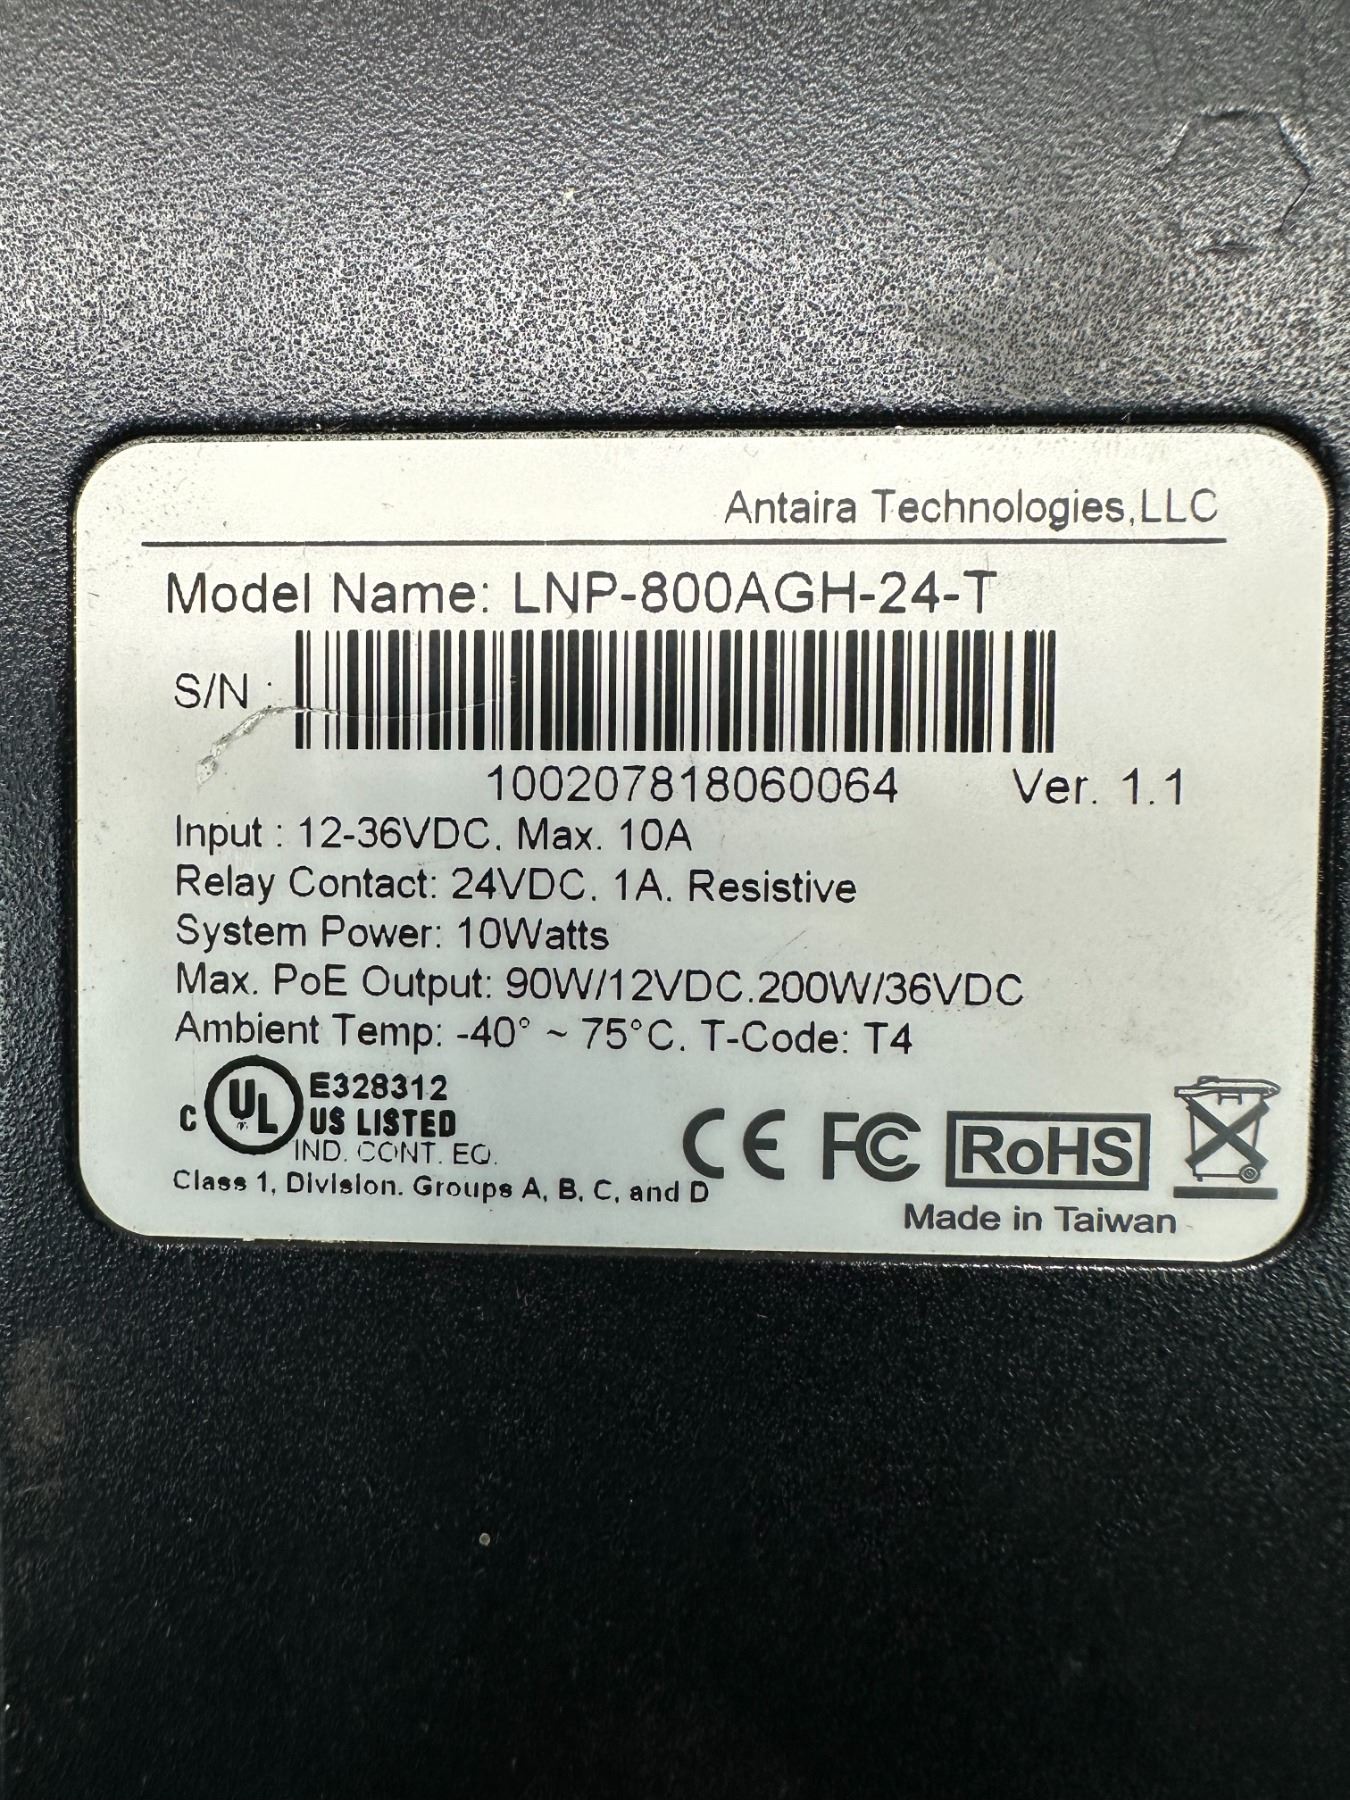 Antaira Technologies,LLC
Model Name: LNP-800AGH-24-T
S/N :
100207818060064 Ver. 1.1
Input : 12-36VDC. Max. 10A
Relay Contact: 24VDC. 1A. Resistive
System Power: 10Watts
Max. PoE Output: 90W/12VDC.200W/36VDC
Ambient Temp: -40° ~ 75°C. T-Code: T4
C UL E328312
US LISTED
IND. CONT. EQ.
Class 1, Division. Groups A, B, C, and D
CE FC RoHS
Made in Taiwan